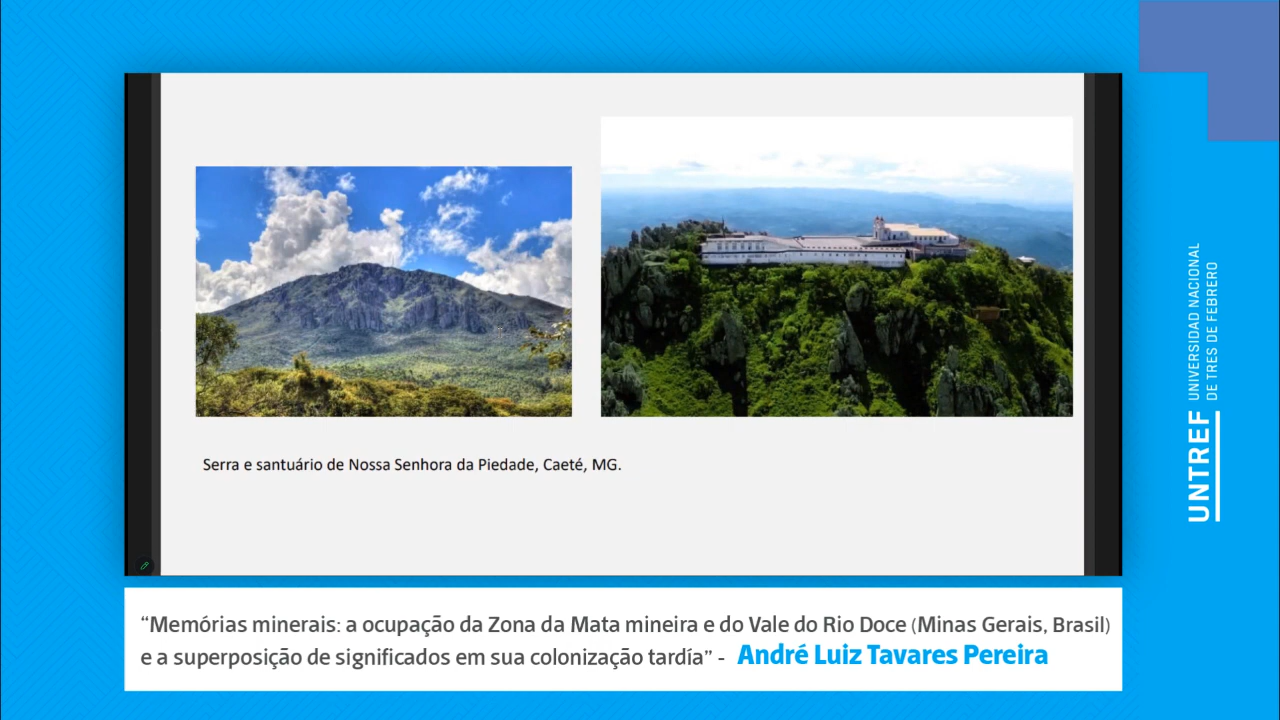 Serra e santuário de Nossa Senhora da Piedade, Caeté, MG.
“Memórias minerais: a ocupação da Zona da Mata mineira e do Vale do Rio Doce (Minas Gerais, Brasil)
e a superposição de significados em sua colonização tardía” - André Luiz Tavares Pereira
UNTREF
UNIVERSIDAD NACIONAL
DE TRES DE FEBRERO